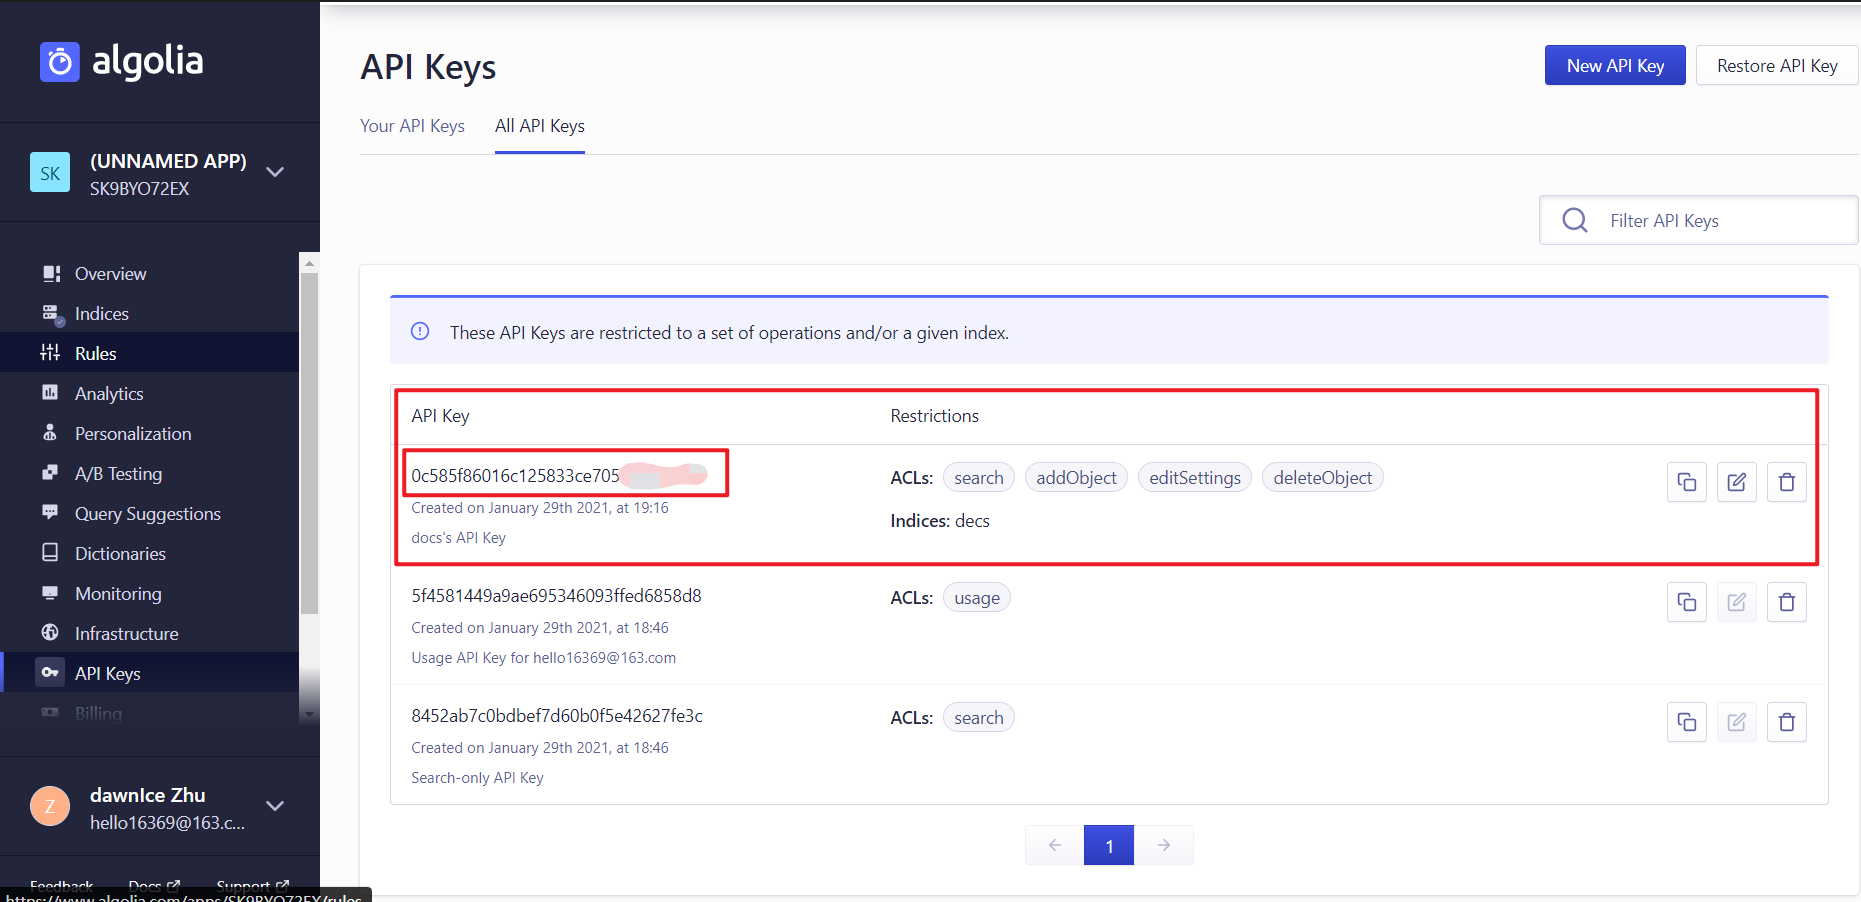 algolia
SK
(UNNAMED APP)
SK9BYO72EX
Overview
Indices
Rules
Analytics
Personalization
A/B Testing
Query Suggestions
Dictionaries
Monitoring
Infrastructure
API Keys
Billing
Z
dawnIce Zhu
hello16369@163.c...
Feedback Docs Support
https://www.algolia.com/apps/SK9BYO72EX/rules
API Keys
New API Key
Restore API Key
Your API Keys
All API Keys
Filter API Keys
These API Keys are restricted to a set of operations and/or a given index.
API Key Restrictions
0c585f86016c125833ce705
Created on January 29th 2021, at 19:16
docs's API Key
ACLs: search addObject editSettings deleteObject
Indices: decs
5f4581449a9ae695346093ffed6858d8
Created on January 29th 2021, at 18:46
Usage API Key for hello16369@163.com
ACLs: usage
8452ab7c0bdbef7d60b0f5e42627fe3c
Created on January 29th 2021, at 18:46
Search-only API Key
ACLs: search
1